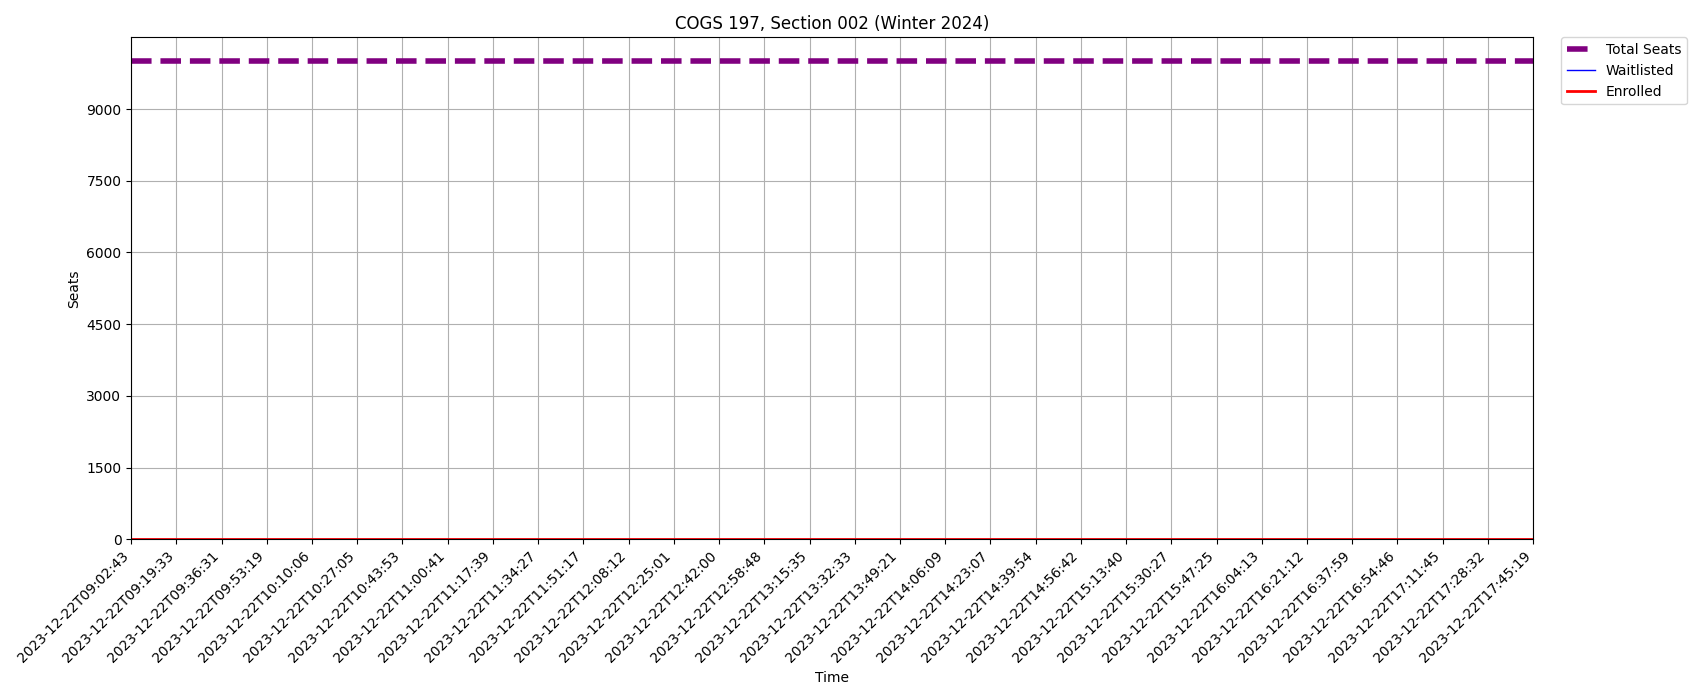 COGS 197, Section 002 (Winter 2024)
Total Seats
Waitlisted
Enrolled
9000
7500
6000
4500
3000
1500
0
Seats
2023-12-22T09:02:43
2023-12-22T09:19:33
2023-12-22T09:36:31
2023-12-22T09:53:19
2023-12-22T10:10:06
2023-12-22T10:27:05
2023-12-22T10:43:53
2023-12-22T11:00:41
2023-12-22T11:17:39
2023-12-22T11:34:27
2023-12-22T11:51:17
2023-12-22T12:08:12
2023-12-22T12:25:01
2023-12-22T12:42:00
2023-12-22T12:58:48
2023-12-22T13:15:35
2023-12-22T13:32:33
2023-12-22T13:49:21
2023-12-22T14:06:09
2023-12-22T14:23:07
2023-12-22T14:39:54
2023-12-22T14:56:42
2023-12-22T15:13:40
2023-12-22T15:30:27
2023-12-22T15:47:25
2023-12-22T16:04:13
2023-12-22T16:21:12
2023-12-22T16:37:59
2023-12-22T16:54:46
2023-12-22T17:11:45
2023-12-22T17:28:32
2023-12-22T17:45:19
Time